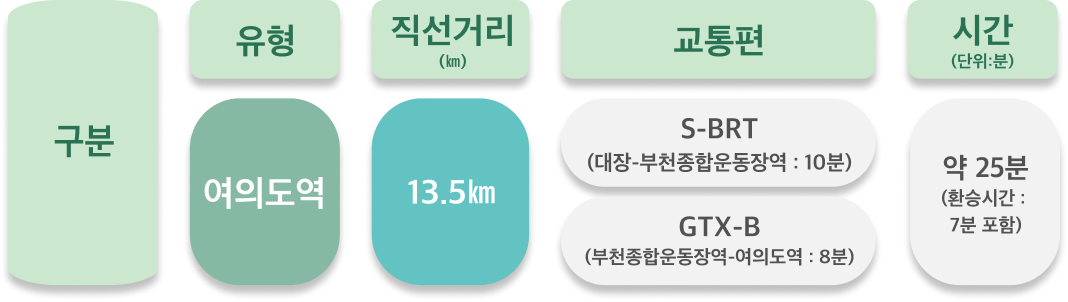 구분
유형
직선거리
(㎞)
교통편
시간
(단위:분)
여의도역
13.5㎞
S-BRT
(대장-부천종합운동장역 : 10분)
GTX-B
(부천종합운동장역-여의도역 : 8분)
약 25분
(환승시간 :
7분 포함)